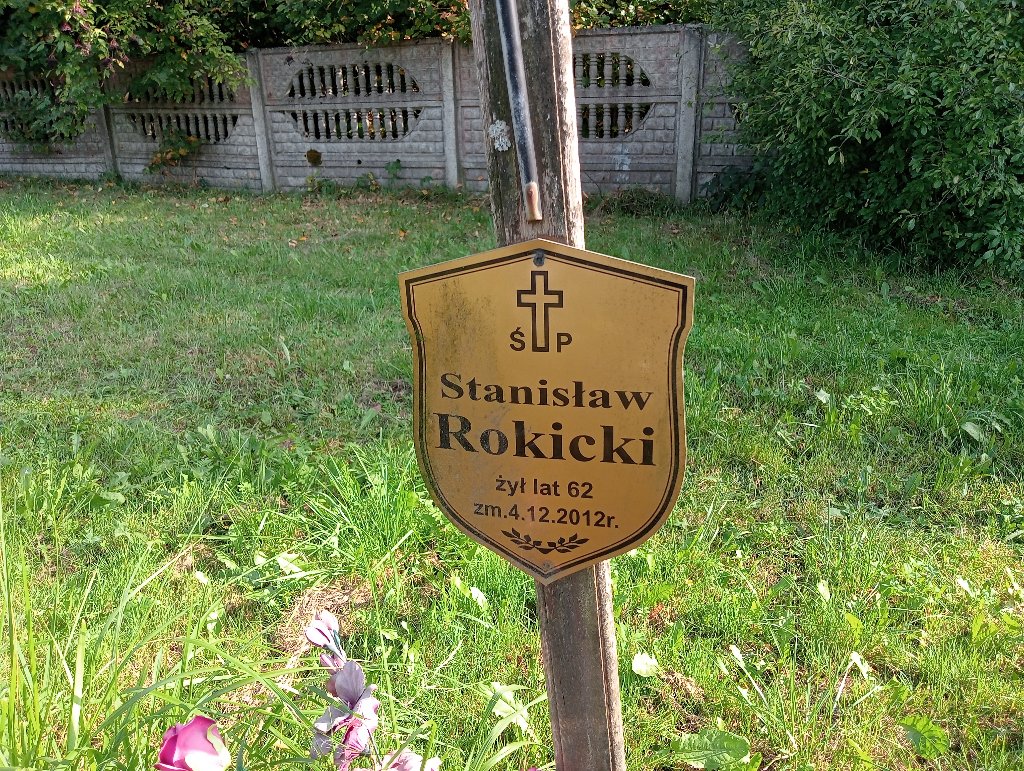 Ś P
Stanisław
Rokicki
żył lat 62
zm.4.12.2012r.